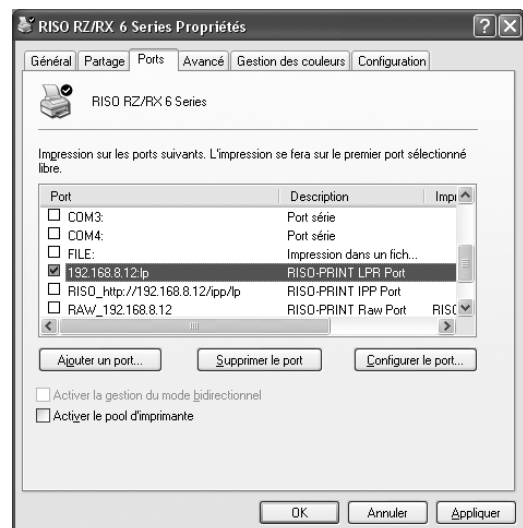 RISO RZ/RX 6 Series Propriétés
Général Partage Ports Avancé Gestion des couleurs Configuration
RISO RZ/RX 6 Series
Impression sur les ports suivants. L'impression se fera sur le premier port sélectionné
libre.
Port Description Impr
COM3: Port série
COM4: Port série
FILE: Impression dans un fich...
192.168.8.12:lp RISO-PRINT LPR Port
RISO_http://192.168.8.12/ipp/lp RISO-PRINT IPP Port
RAW_192.168.8.12 RISO-PRINT Raw Port RISO
Ajouter un port... Supprimer le port Configurer le port...
Activer la gestion du mode bidirectionnel
Activer le pool d'imprimante
OK Annuler Appliquer